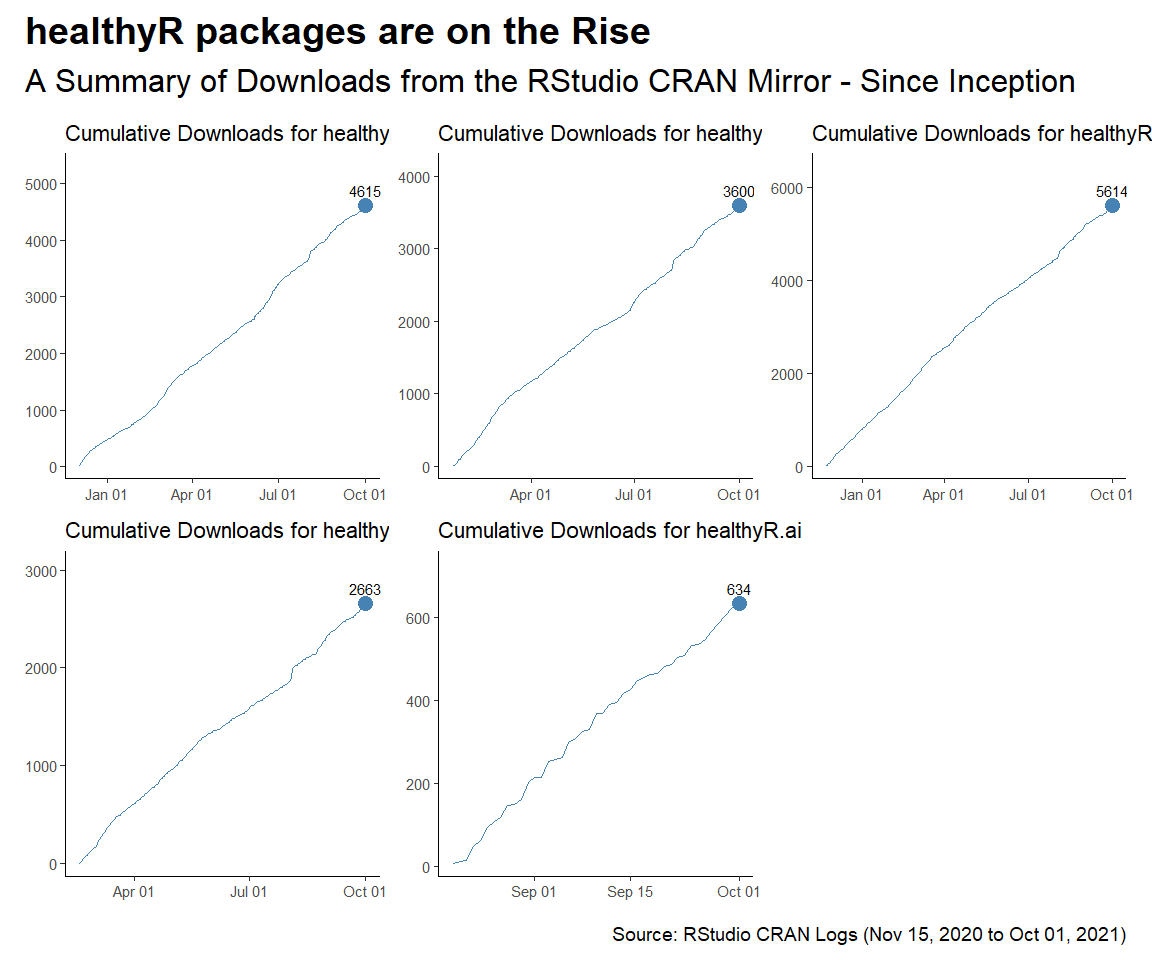 healthyR packages are on the Rise
A Summary of Downloads from the RStudio CRAN Mirror - Since Inception
Cumulative Downloads for healthy
5000
4000
3000
2000
1000
0
4615
Jan 01 Apr 01 Jul 01 Oct 01
Cumulative Downloads for healthy
4000
3000
2000
1000
0
3600
Apr 01 Jul 01 Oct 01
Cumulative Downloads for healthyR
6000
4000
2000
0
5614
Jan 01 Apr 01 Jul 01 Oct 01
Cumulative Downloads for healthy
3000
2000
1000
0
2663
Apr 01 Jul 01 Oct 01
Cumulative Downloads for healthyR.ai
600
400
200
0
634
Sep 01 Sep 15 Oct 01
Source: RStudio CRAN Logs (Nov 15, 2020 to Oct 01, 2021)